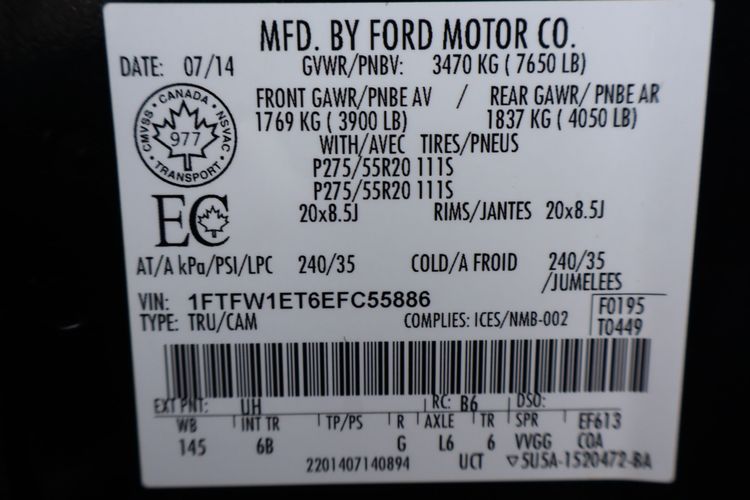 MFD. BY FORD MOTOR CO.
DATE: 07/14 GVWR/PNBV: 3470 KG ( 7650 LB)
FRONT GAWR/PNBE AV / REAR GAWR/ PNBE AR
1769 KG ( 3900 LB) 1837 KG ( 4050 LB)
WITH/AVEC TIRES/PNEUS
P275/55R20 111S
P275/55R20 111S
20x8.5J RIMS/JANTES 20x8.5J
CMVSS · CANADA · NSVAC · TRANSPORT
977
EC
AT/A kPa/PSI/LPC 240/35 COLD/A FROID 240/35
/JUMELEES
VIN: 1FTFW1ET6EFC55886 F0195
TYPE: TRU/CAM COMPLIES: ICES/NMB-002 T0449
EXT PNT: UH RC: B6 DSO:
WB INT TR TP/PS R AXLE TR SPR EF613
145 6B G L6 6 VVGG COA
2201407140894 UCT ▽5U5A-1520472-BA